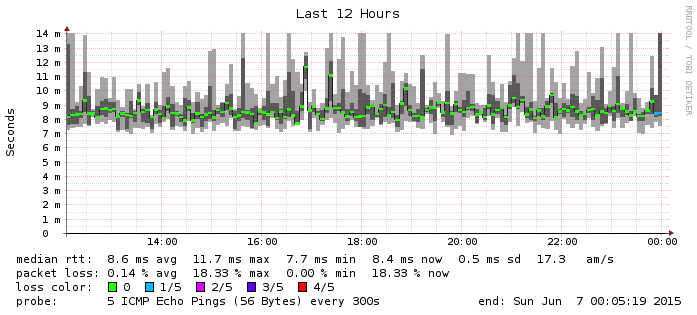 Last 12 Hours
RRDTOOL / TOBI OETIKER
Seconds
14 m
13 m
12 m
11 m
10 m
9 m
8 m
7 m
6 m
5 m
4 m
3 m
2 m
1 m
0
14:00 16:00 18:00 20:00 22:00 00:00
median rtt: 8.6 ms avg 11.7 ms max 7.7 ms min 8.4 ms now 0.5 ms sd 17.3 am/s
packet loss: 0.14 % avg 18.33 % max 0.00 % min 18.33 % now
loss color: 0 1/5 2/5 3/5 4/5
probe: 5 ICMP Echo Pings (56 Bytes) every 300s end: Sun Jun 7 00:05:19 2015